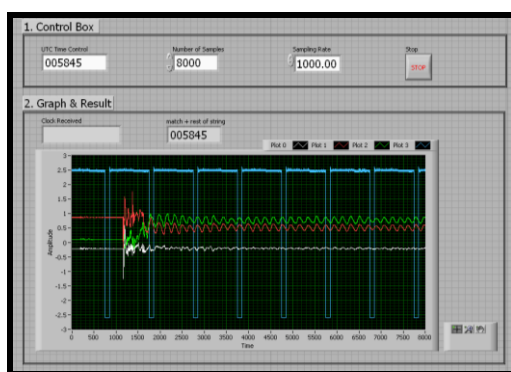 1. Control Box
UTC Time Control
Number of Samples
Sampling Rate
Stop
005845
8000
1000.00
STOP
2. Graph & Result
Clock Received
match + rest of string
005845
Plot 0 Plot 1 Plot 2 Plot 3
Amplitude
3
2.5
2
1.5
1
0.5
0
-0.5
-1
-1.5
-2
-2.5
-3
0 500 1000 1500 2000 2500 3000 3500 4000 4500 5000 5500 6000 6500 7000 7500 8000
Time